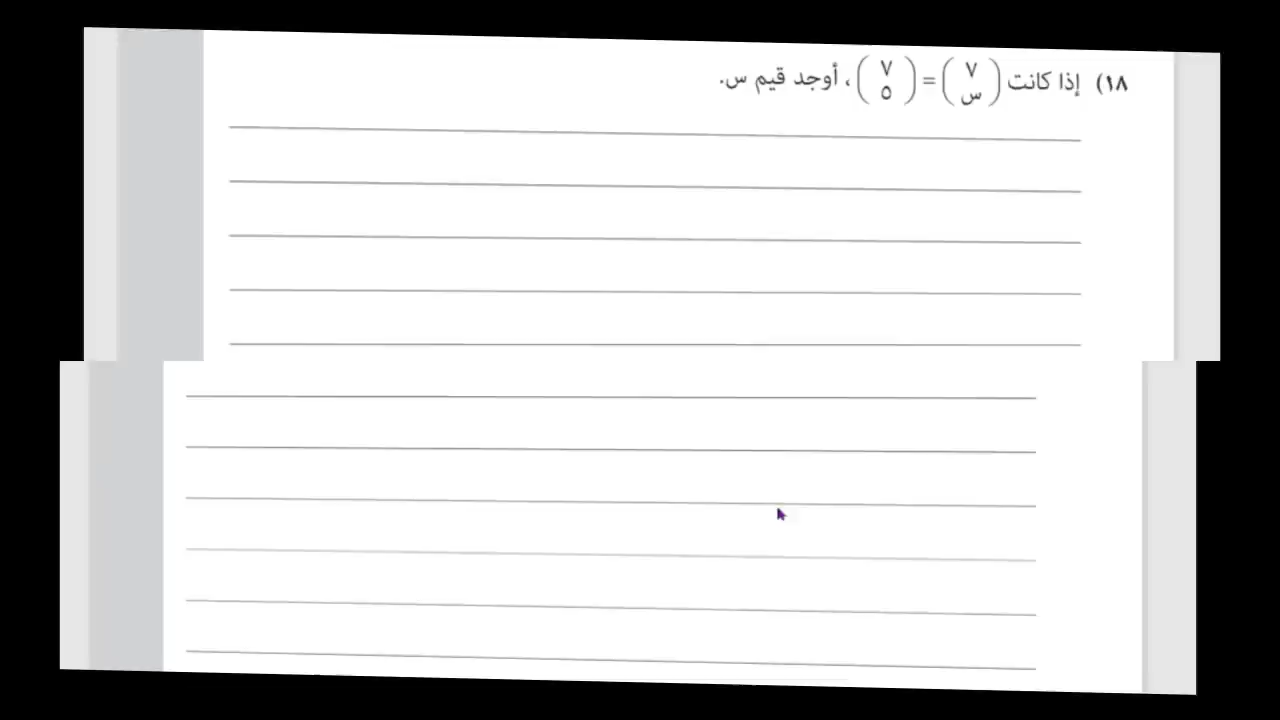 ١٨) إذا كانت (٧ س) = (٧ ٥)، أوجد قيم س.